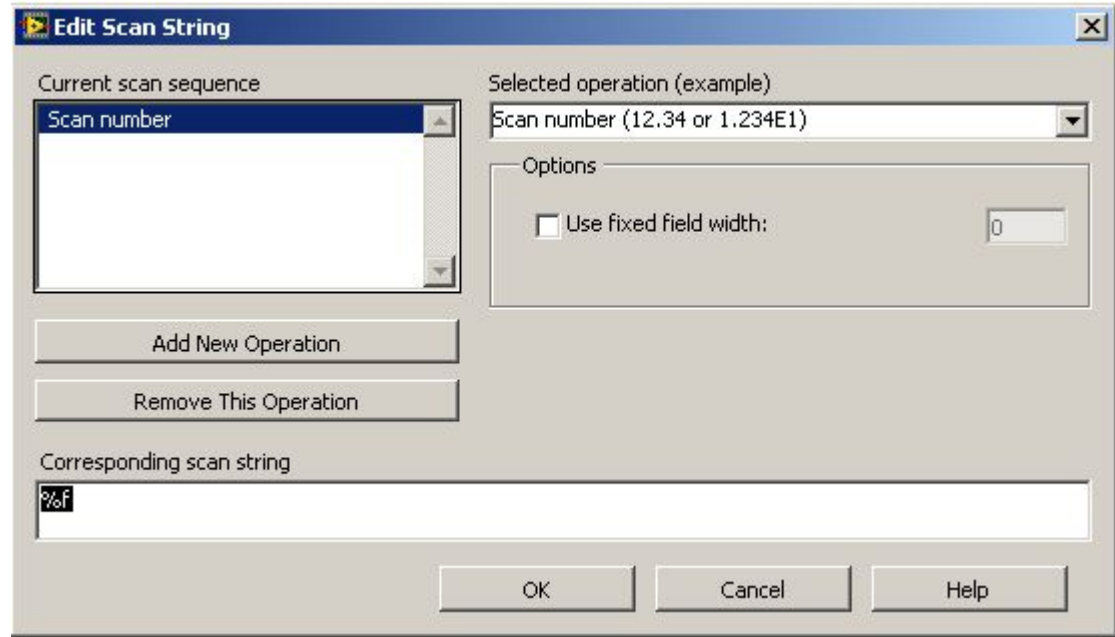 Edit Scan String
Current scan sequence
Scan number
Selected operation (example)
Scan number (12.34 or 1.234E1)
Options
Use fixed field width:
0
Add New Operation
Remove This Operation
Corresponding scan string
%f
OK
Cancel
Help